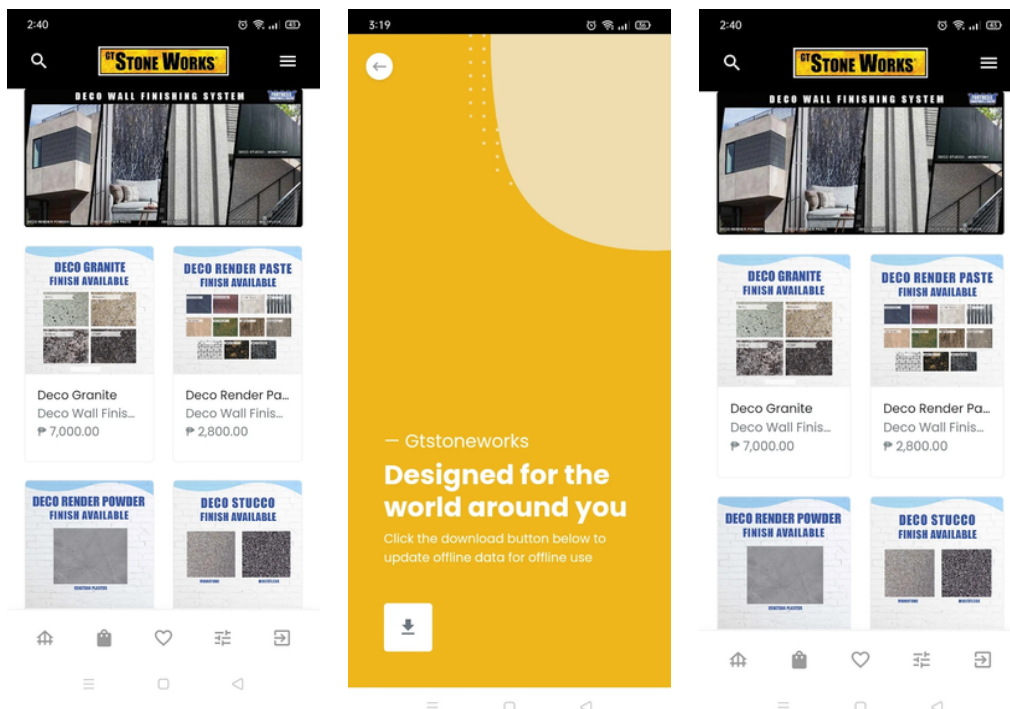 2:40
45
GT STONE WORKS
DECO WALL FINISHING SYSTEM
DECO GRANITE
FINISH AVAILABLE
DECO RENDER PASTE
FINISH AVAILABLE
Deco Granite
Deco Wall Finis...
₱ 7,000.00
Deco Render Pa...
Deco Wall Finis...
₱ 2,800.00
DECO RENDER POWDER
FINISH AVAILABLE
DECO STUCCO
FINISH AVAILABLE
3:19
— Gtstoneworks
Designed for the
world around you
Click the download button below to
update offline data for offline use
2:40
45
GT STONE WORKS
DECO WALL FINISHING SYSTEM
DECO GRANITE
FINISH AVAILABLE
DECO RENDER PASTE
FINISH AVAILABLE
Deco Granite
Deco Wall Finis...
₱ 7,000.00
Deco Render Pa...
Deco Wall Finis...
₱ 2,800.00
DECO RENDER POWDER
FINISH AVAILABLE
DECO STUCCO
FINISH AVAILABLE